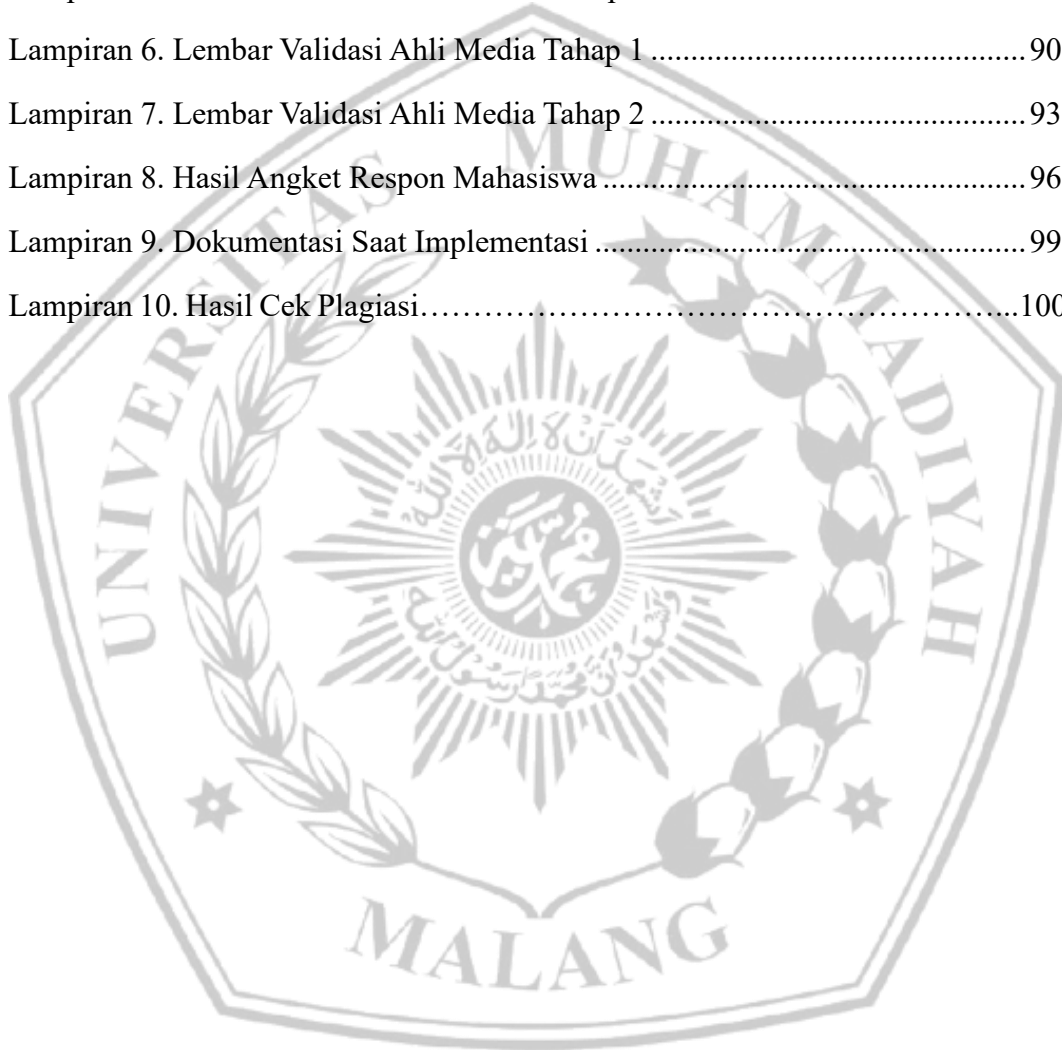 Lampiran 6. Lembar Validasi Ahli Media Tahap 1 ............................................... 90
Lampiran 7. Lembar Validasi Ahli Media Tahap 2 ............................................... 93
Lampiran 8. Hasil Angket Respon Mahasiswa ..................................................... 96
Lampiran 9. Dokumentasi Saat Implementasi ...................................................... 99
Lampiran 10. Hasil Cek Plagiasi…………………………………………………...100
UNIVERSITAS MUHAMMADIYAH
MALANG